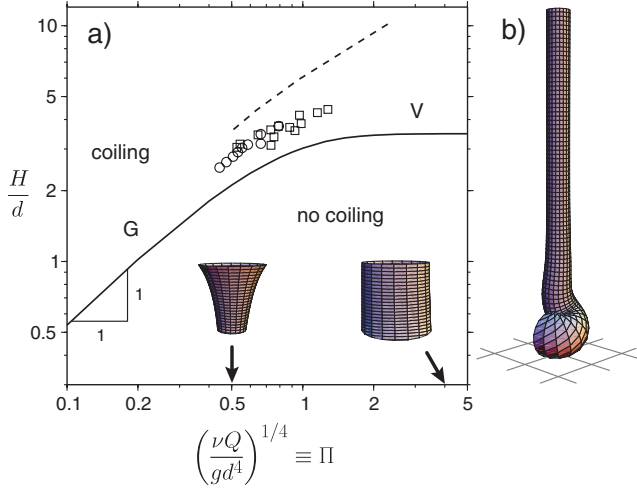 a)
b)
10
5
2
1
0.5
H/d
coiling
no coiling
G
V
1
1
0.1
0.2
0.5
1
2
5
(νQ/gd⁴)^{1/4} ≡ Π